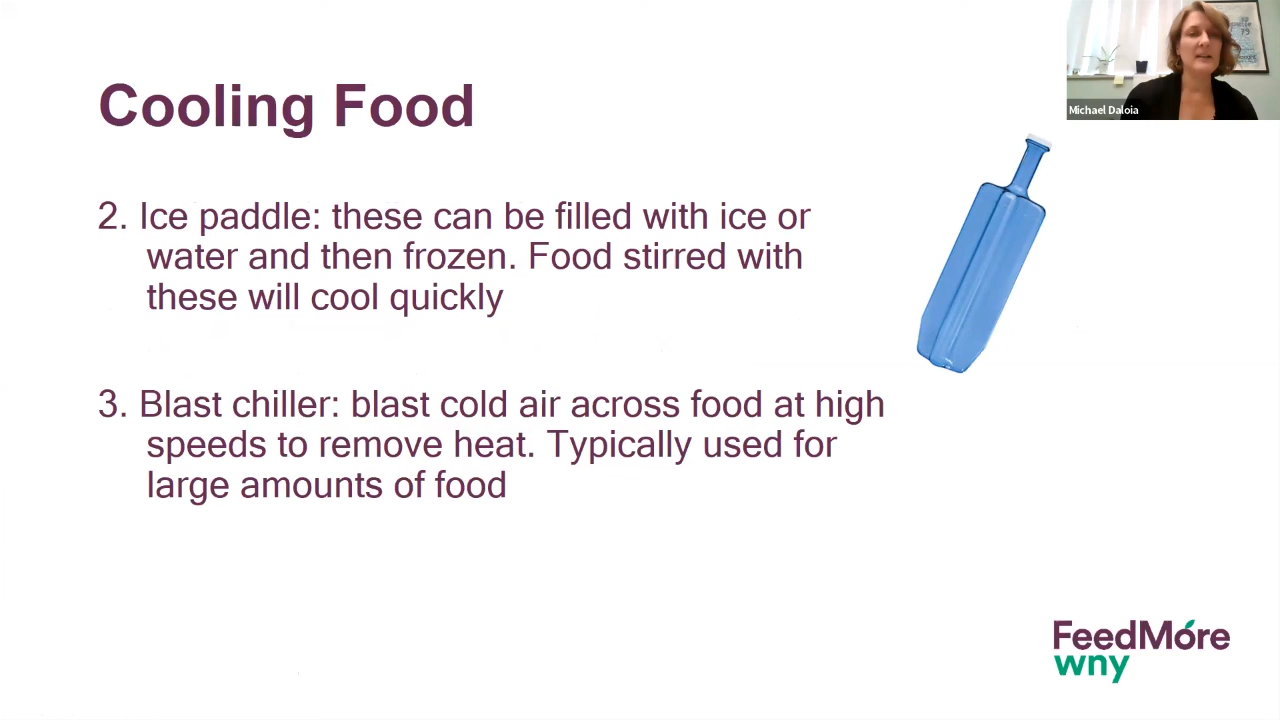 Cooling Food
Michael Daloia
2. Ice paddle: these can be filled with ice or
water and then frozen. Food stirred with
these will cool quickly
3. Blast chiller: blast cold air across food at high
speeds to remove heat. Typically used for
large amounts of food
FeedMore
wny